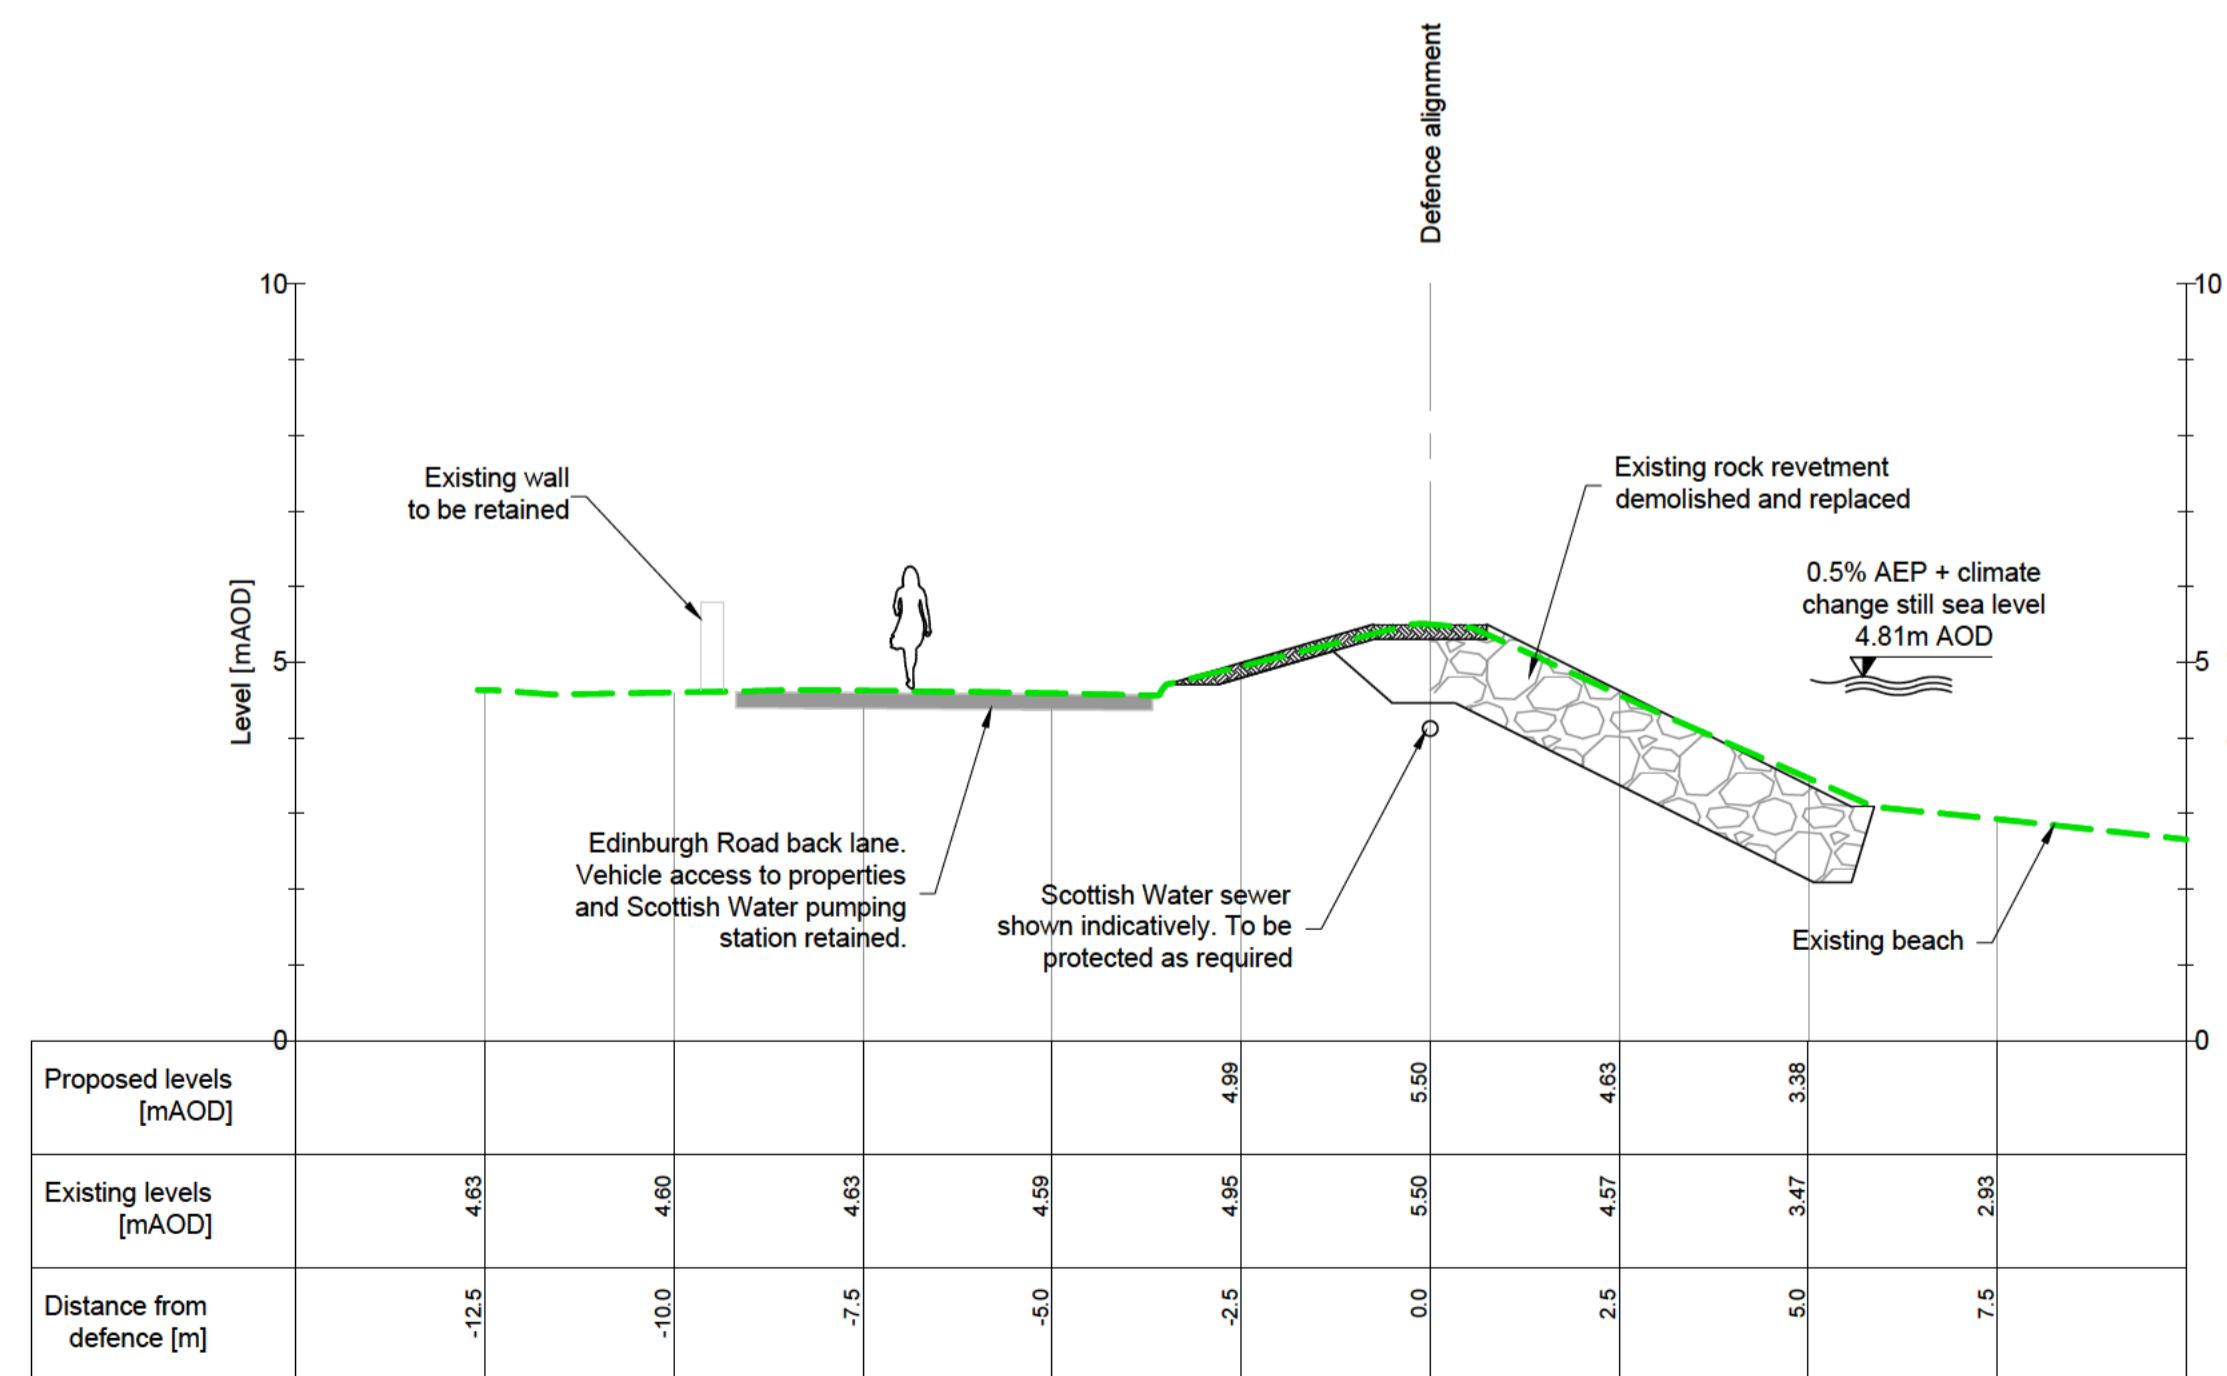 Defence alignment
10
10
Existing wall
to be retained
Existing rock revetment
demolished and replaced
0.5% AEP + climate
change still sea level
4.81m AOD
Level [mAOD]
5
5
Edinburgh Road back lane.
Vehicle access to properties
and Scottish Water pumping
station retained.
Scottish Water sewer
shown indicatively. To be
protected as required
Existing beach
0
0
Proposed levels
[mAOD]
4.99
5.50
4.63
3.38
Existing levels
[mAOD]
4.63
4.60
4.63
4.59
4.95
5.50
4.57
3.47
2.93
Distance from
defence [m]
-12.5
-10.0
-7.5
-5.0
-2.5
0.0
2.5
5.0
7.5